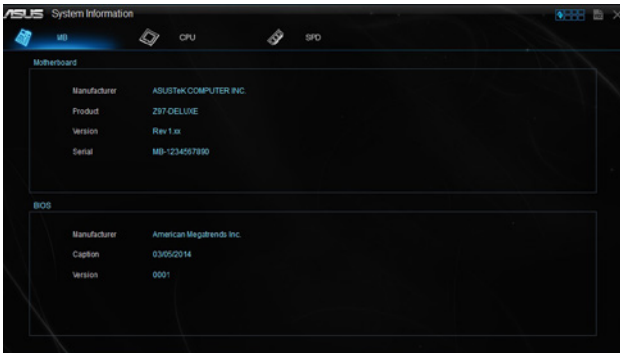 ASUS System Information
MB CPU SPD
Motherboard
Manufacturer ASUSTeK COMPUTER INC.
Product Z97-DELUXE
Version Rev 1.xx
Serial MB-1234567890
BIOS
Manufacturer American Megatrends Inc.
Caption 03/05/2014
Version 0001